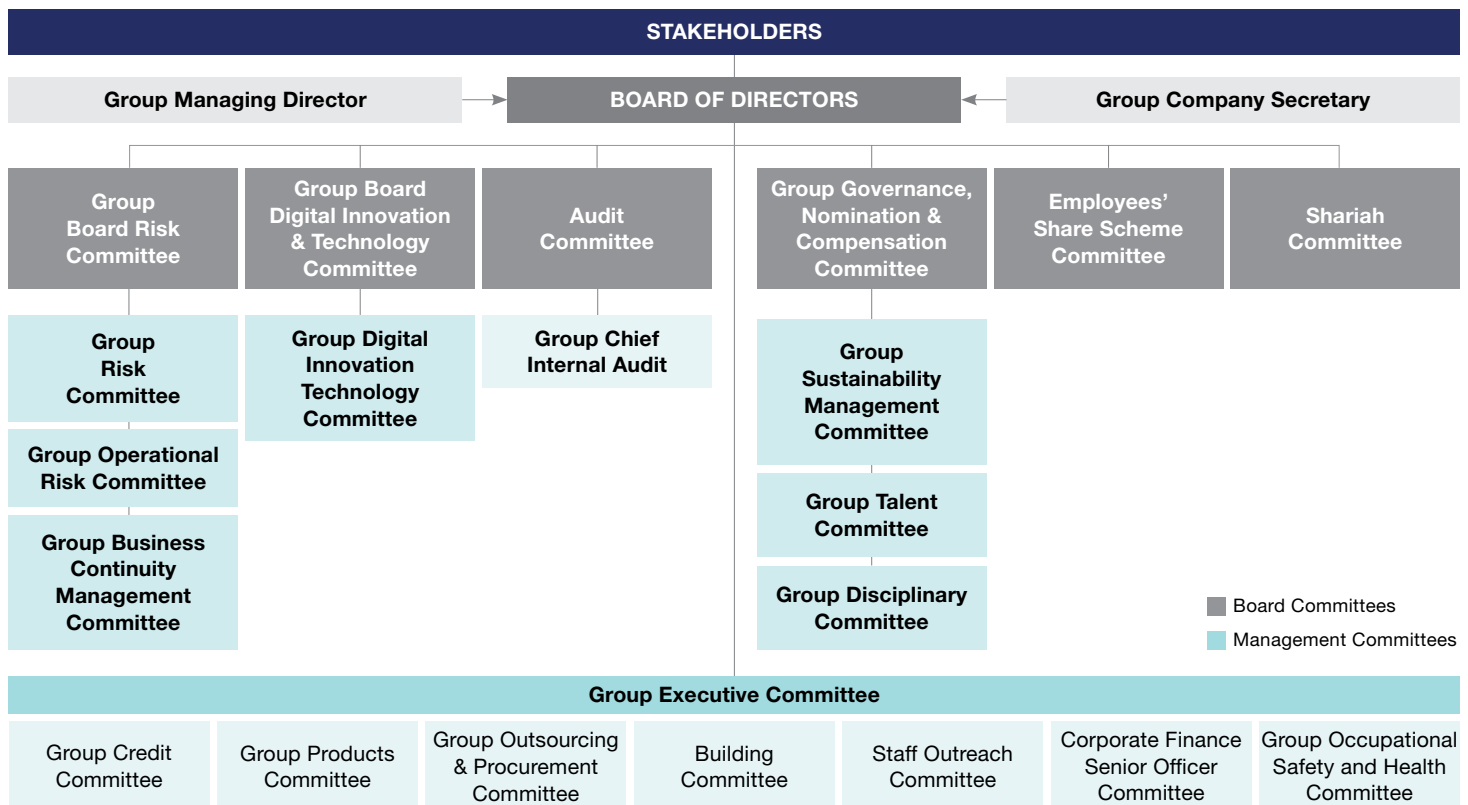 STAKEHOLDERS
Group Managing Director
BOARD OF DIRECTORS
Group Company Secretary
Group
Board Risk
Committee
Group Board
Digital Innovation
& Technology
Committee
Audit
Committee
Group Governance,
Nomination &
Compensation
Committee
Employees’
Share Scheme
Committee
Shariah
Committee
Group
Risk
Committee
Group Operational
Risk Committee
Group Business
Continuity
Management
Committee
Group Digital
Innovation
Technology
Committee
Group Chief
Internal Audit
Group
Sustainability
Management
Committee
Group Talent
Committee
Group Disciplinary
Committee
Board Committees
Management Committees
Group Executive Committee
Group Credit
Committee
Group Products
Committee
Group Outsourcing
& Procurement
Committee
Building
Committee
Staff Outreach
Committee
Corporate Finance
Senior Officer
Committee
Group Occupational
Safety and Health
Committee